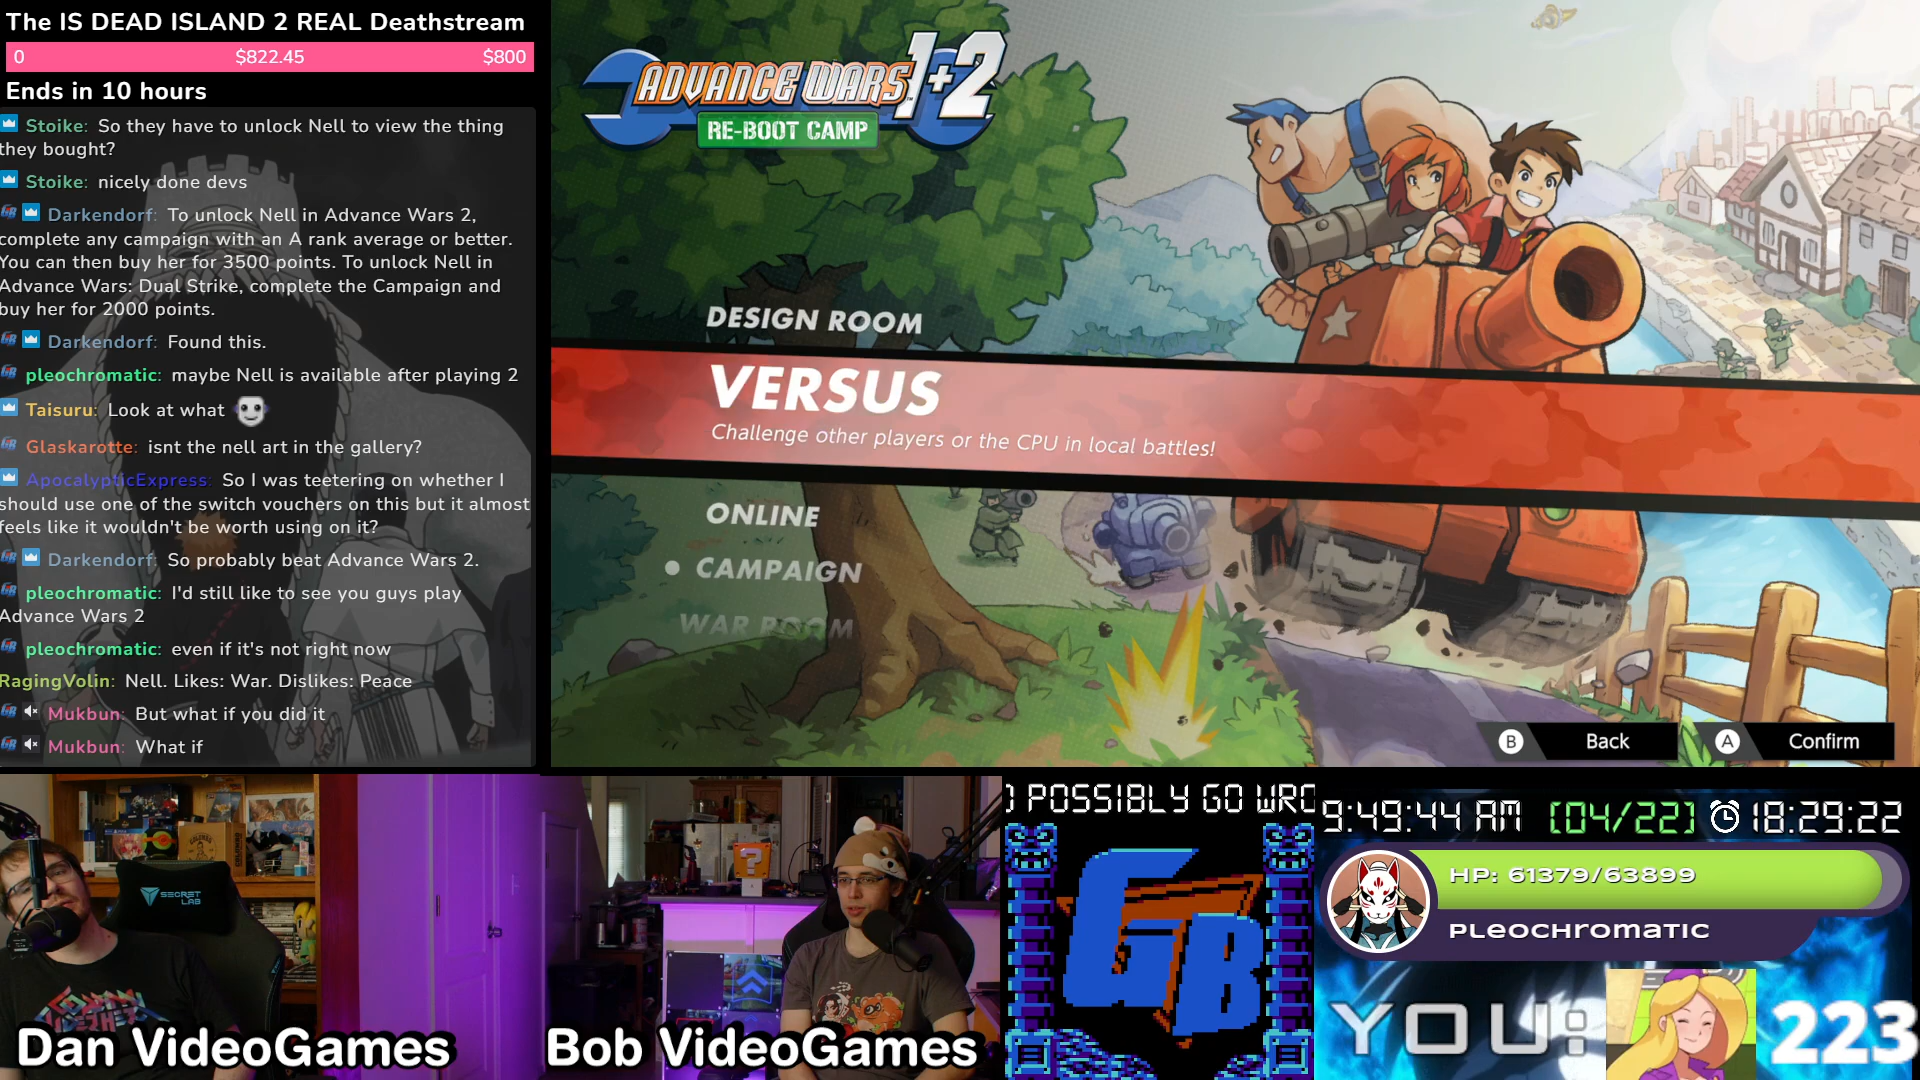 The IS DEAD ISLAND 2 REAL Deathstream
0 $822.45 $800
Ends in 10 hours
Stoike: So they have to unlock Nell to view the thing
they bought?
Stoike: nicely done devs
Darkendorf: To unlock Nell in Advance Wars 2,
complete any campaign with an A rank average or better.
You can then buy her for 3500 points. To unlock Nell in
Advance Wars: Dual Strike, complete the Campaign and
buy her for 2000 points.
Darkendorf: Found this.
pleochromatic: maybe Nell is available after playing 2
Taisuru: Look at what
Glaskarotte: isnt the nell art in the gallery?
ApocalypticExpress: So I was teetering on whether I
should use one of the switch vouchers on this but it almost
feels like it wouldn't be worth using on it?
Darkendorf: So probably beat Advance Wars 2.
pleochromatic: I'd still like to see you guys play
Advance Wars 2
pleochromatic: even if it's not right now
RagingVolin: Nell. Likes: War. Dislikes: Peace
Mukbun: But what if you did it
Mukbun: What if
ADVANCE WARS 1+2
RE-BOOT CAMP
DESIGN ROOM
VERSUS
Challenge other players or the CPU in local battles!
ONLINE
CAMPAIGN
WAR ROOM
B Back A Confirm
SECRET
LAB
Dan VideoGames
?
Bob VideoGames
POSSIBLY GO WRO
GB
9:49:44 AM [04/22] 18:29:22
HP: 61379/63899
PLEOCHROMATIC
YOU: 223